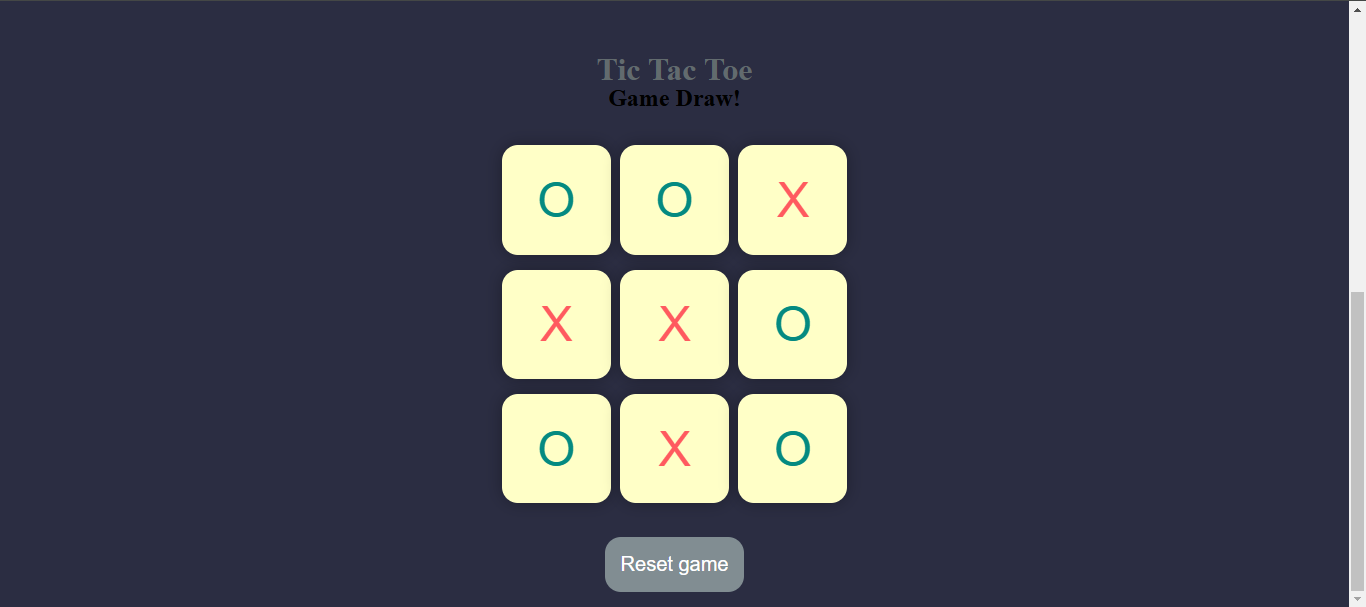 Tic Tac Toe
Game Draw!
O O X
X X O
O X O
Reset game